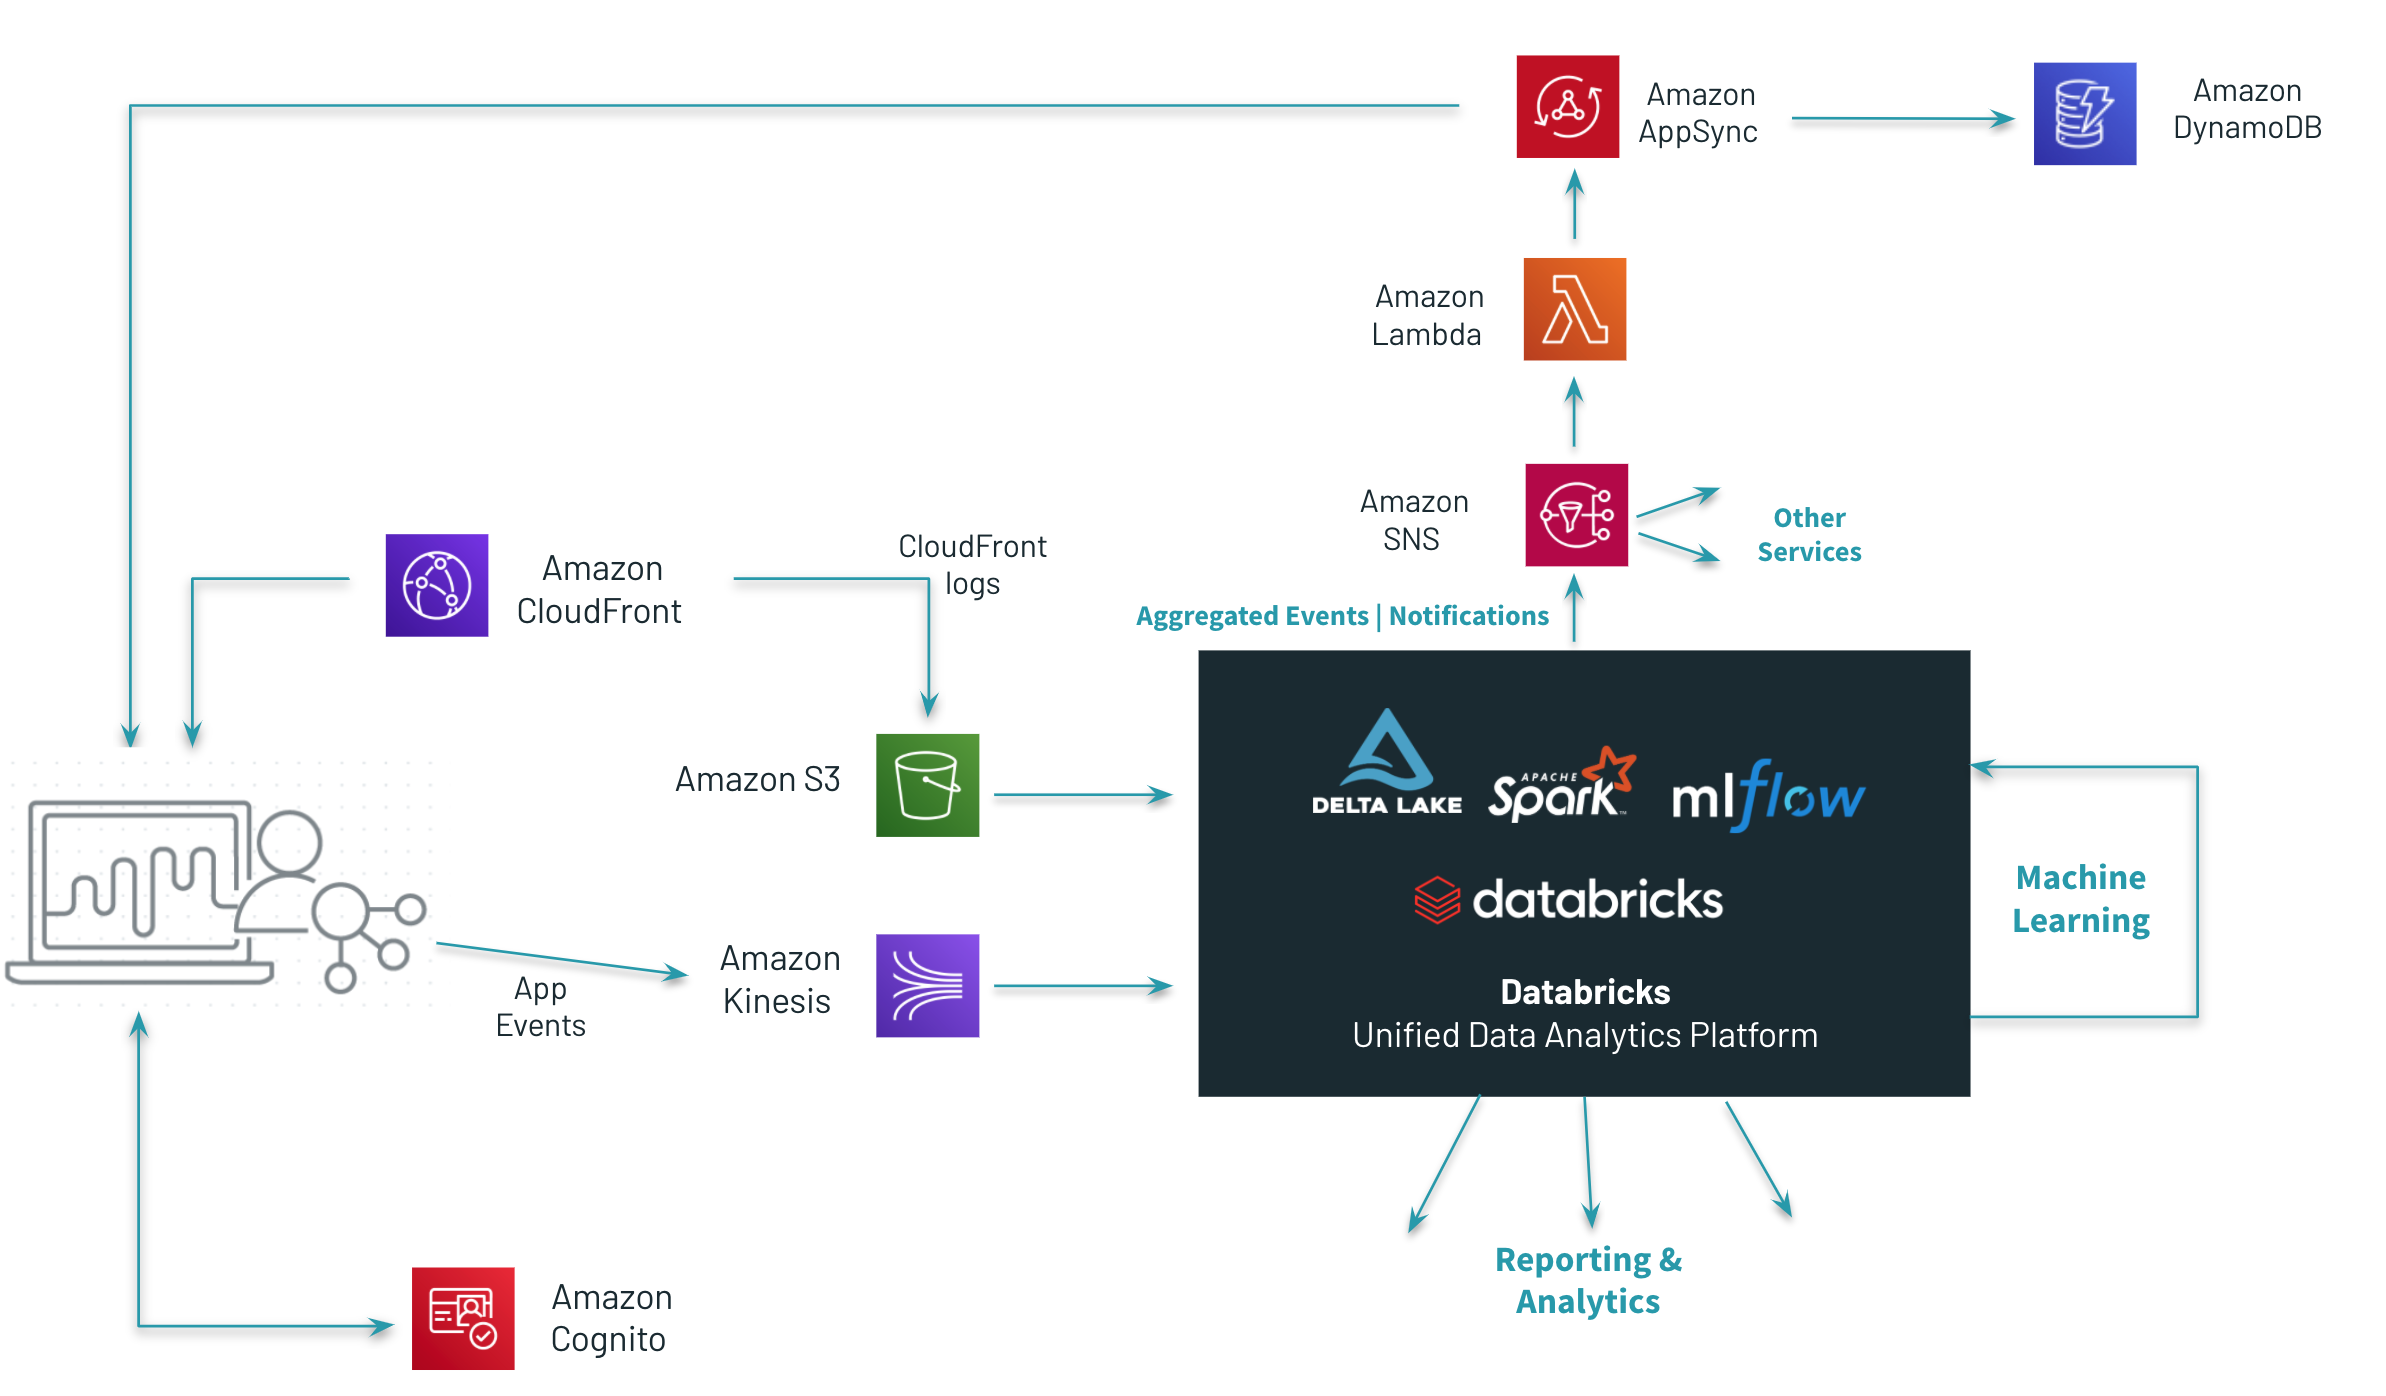 Amazon
AppSync
Amazon
DynamoDB
Amazon
Lambda
Amazon
SNS
Other
Services
Amazon
CloudFront
CloudFront
logs
Aggregated Events | Notifications
Amazon S3
DELTA LAKE
APACHE
Spark™
mlflow
databricks
Machine
Learning
App
Events
Amazon
Kinesis
Databricks
Unified Data Analytics Platform
Reporting &
Analytics
Amazon
Cognito